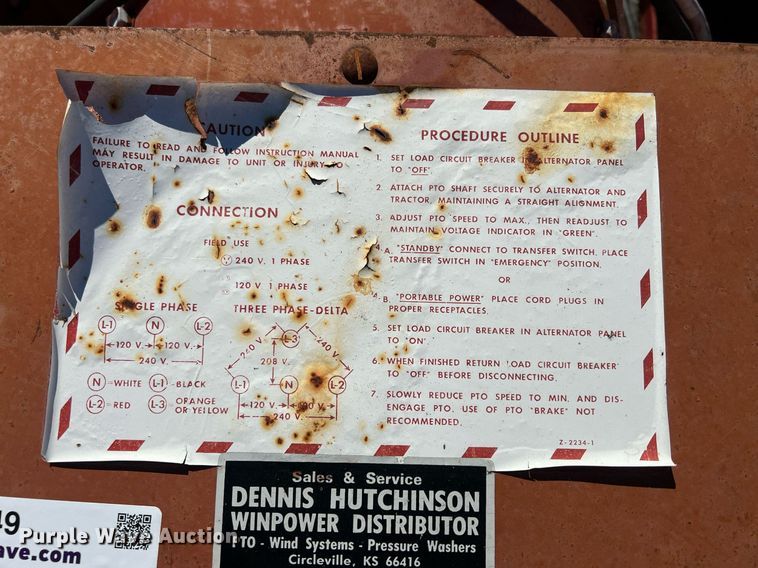 CAUTION
FAILURE TO READ AND FOLLOW INSTRUCTION MANUAL
MAY RESULT IN DAMAGE TO UNIT OR INJURY TO
OPERATOR.
CONNECTION
FIELD USE
240 V. 1 PHASE
120 V. 1 PHASE
SINGLE PHASE
L-1 N L-2
120 V. 120 V.
240 V.
N =WHITE L-1 =BLACK
L-2 =RED L-3 =ORANGE
OR YELLOW
THREE PHASE-DELTA
L-3
240 V. 240 V.
208 V.
L-1 N L-2
120 V. 120 V.
240 V.
PROCEDURE OUTLINE
1. SET LOAD CIRCUIT BREAKER IN ALTERNATOR PANEL
TO "OFF".
2. ATTACH PTO SHAFT SECURELY TO ALTERNATOR AND
TRACTOR, MAINTAINING A STRAIGHT ALIGNMENT.
3. ADJUST PTO SPEED TO MAX., THEN READJUST TO
MAINTAIN VOLTAGE INDICATOR IN "GREEN".
4.A. "STANDBY" CONNECT TO TRANSFER SWITCH. PLACE
TRANSFER SWITCH IN "EMERGENCY" POSITION.
OR
4.B. "PORTABLE POWER" PLACE CORD PLUGS IN
PROPER RECEPTACLES.
5. SET LOAD CIRCUIT BREAKER IN ALTERNATOR PANEL
TO "ON".
6. WHEN FINISHED RETURN LOAD CIRCUIT BREAKER
TO "OFF" BEFORE DISCONNECTING.
7. SLOWLY REDUCE PTO SPEED TO MIN. AND DIS-
ENGAGE PTO. USE OF PTO "BRAKE" NOT
RECOMMENDED.
Z-2234-1
Sales & Service
DENNIS HUTCHINSON
WINPOWER DISTRIBUTOR
PTO - Wind Systems - Pressure Washers
Circleville, KS 66416
49
Purple Wave Auction
ave.com